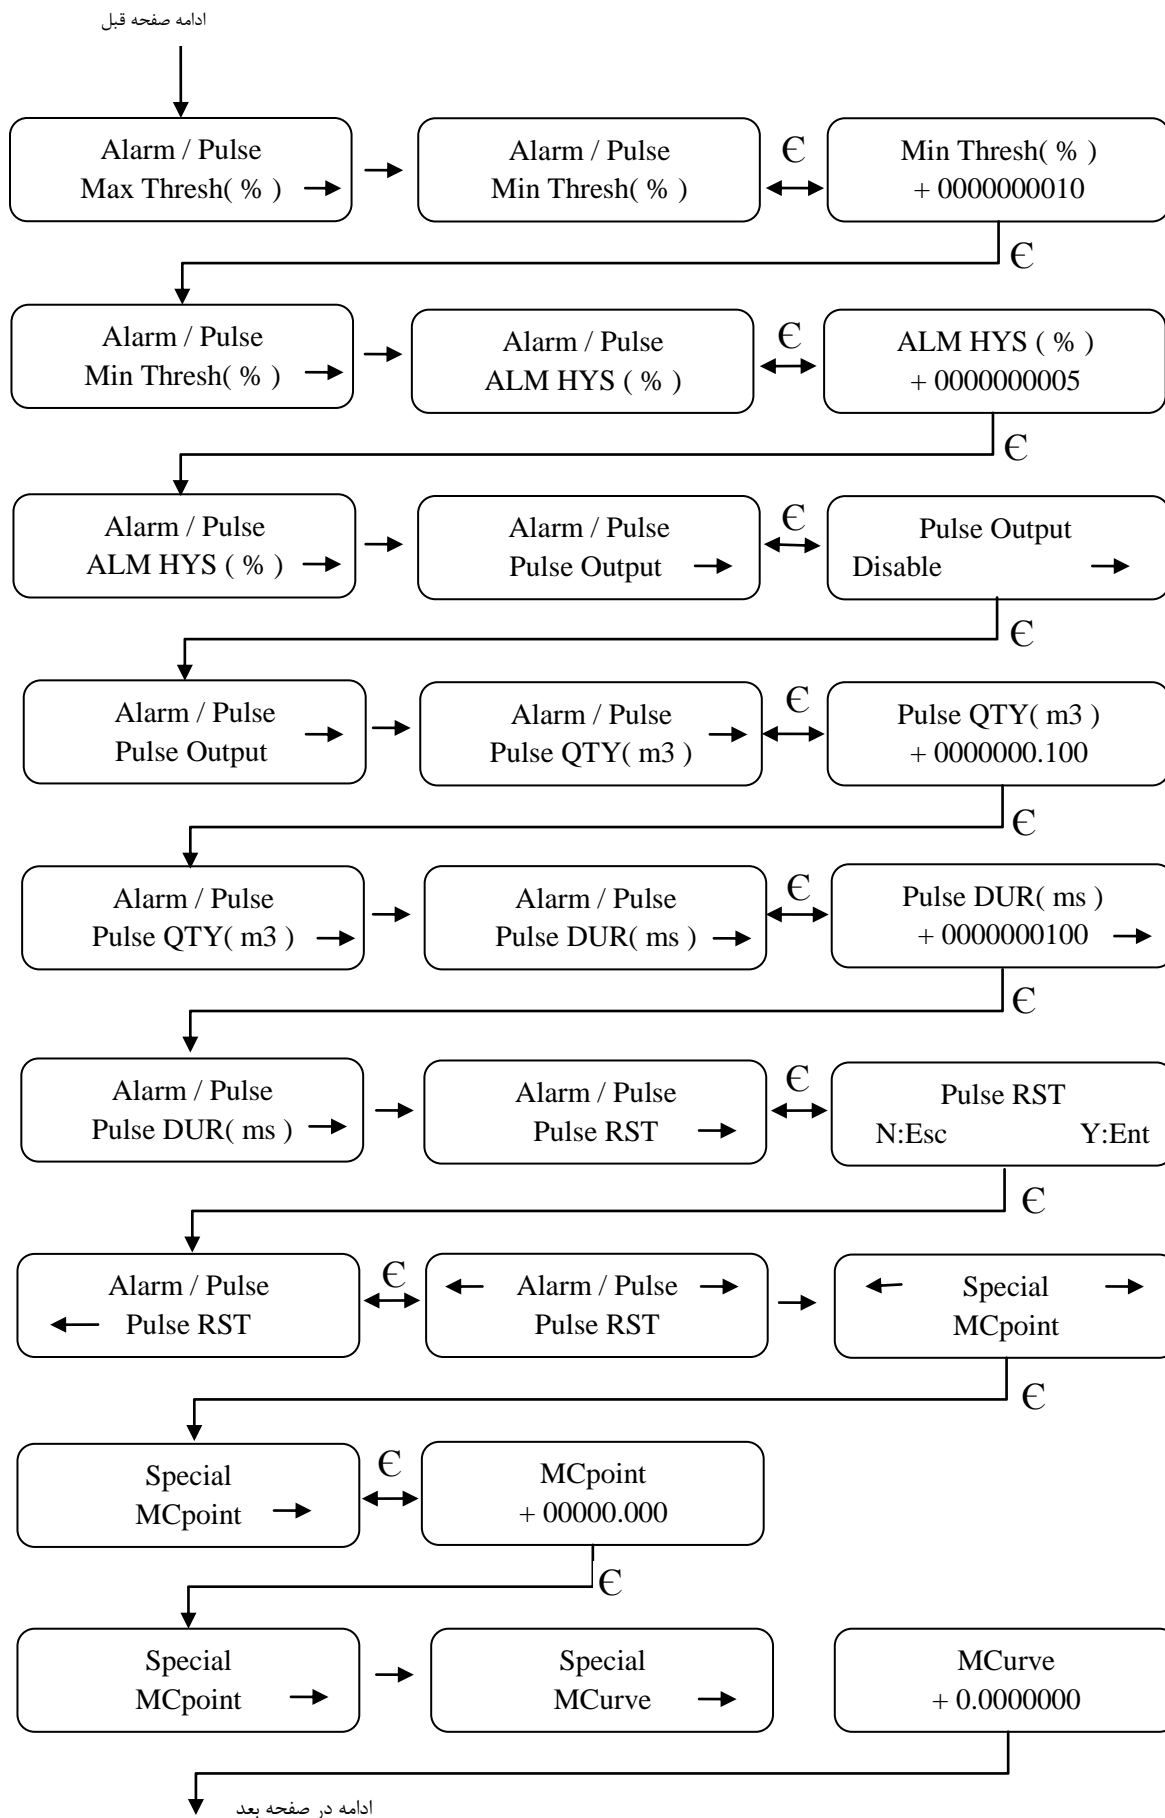 ادامه صفحه قبل
Alarm / Pulse
Max Thresh( % )
Alarm / Pulse
Min Thresh( % )
Є
Min Thresh( % )
+ 0000000010
Є
Alarm / Pulse
Min Thresh( % )
Alarm / Pulse
ALM HYS ( % )
Є
ALM HYS ( % )
+ 0000000005
Є
Alarm / Pulse
ALM HYS ( % )
Alarm / Pulse
Pulse Output
Є
Pulse Output
Disable
Є
Alarm / Pulse
Pulse Output
Alarm / Pulse
Pulse QTY( m3 )
Є
Pulse QTY( m3 )
+ 0000000.100
Є
Alarm / Pulse
Pulse QTY( m3 )
Alarm / Pulse
Pulse DUR( ms )
Є
Pulse DUR( ms )
+ 0000000100
Є
Alarm / Pulse
Pulse DUR( ms )
Alarm / Pulse
Pulse RST
Є
Pulse RST
N:Esc Y:Ent
Є
Alarm / Pulse
Pulse RST
Є
Alarm / Pulse
Pulse RST
Special
MCpoint
Є
Special
MCpoint
Є
MCpoint
+ 00000.000
Є
Special
MCpoint
Special
MCurve
MCurve
+ 0.0000000
ادامه در صفحه بعد